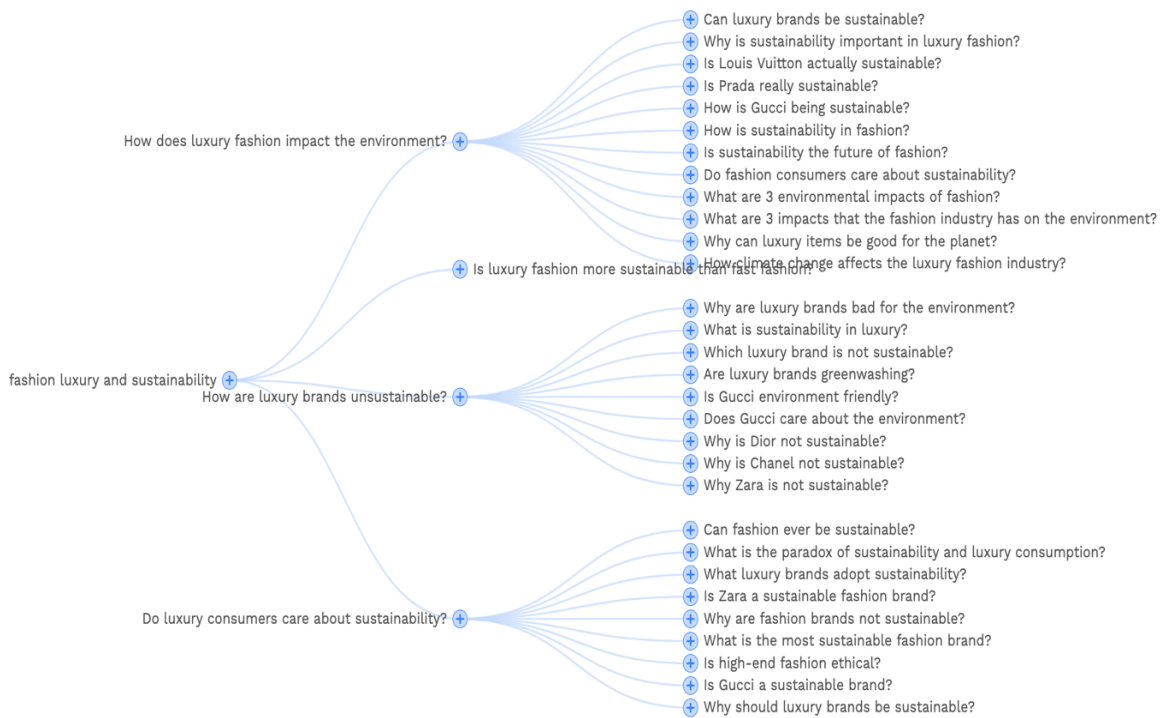 fashion luxury and sustainability
How does luxury fashion impact the environment?
Can luxury brands be sustainable?
Why is sustainability important in luxury fashion?
Is Louis Vuitton actually sustainable?
Is Prada really sustainable?
How is Gucci being sustainable?
How is sustainability in fashion?
Is sustainability the future of fashion?
Do fashion consumers care about sustainability?
What are 3 environmental impacts of fashion?
What are 3 impacts that the fashion industry has on the environment?
Why can luxury items be good for the planet?
How climate change affects the luxury fashion industry?
Is luxury fashion more sustainable than fast fashion?
How are luxury brands unsustainable?
Why are luxury brands bad for the environment?
What is sustainability in luxury?
Which luxury brand is not sustainable?
Are luxury brands greenwashing?
Is Gucci environment friendly?
Does Gucci care about the environment?
Why is Dior not sustainable?
Why is Chanel not sustainable?
Why Zara is not sustainable?
Do luxury consumers care about sustainability?
Can fashion ever be sustainable?
What is the paradox of sustainability and luxury consumption?
What luxury brands adopt sustainability?
Is Zara a sustainable fashion brand?
Why are fashion brands not sustainable?
What is the most sustainable fashion brand?
Is high-end fashion ethical?
Is Gucci a sustainable brand?
Why should luxury brands be sustainable?